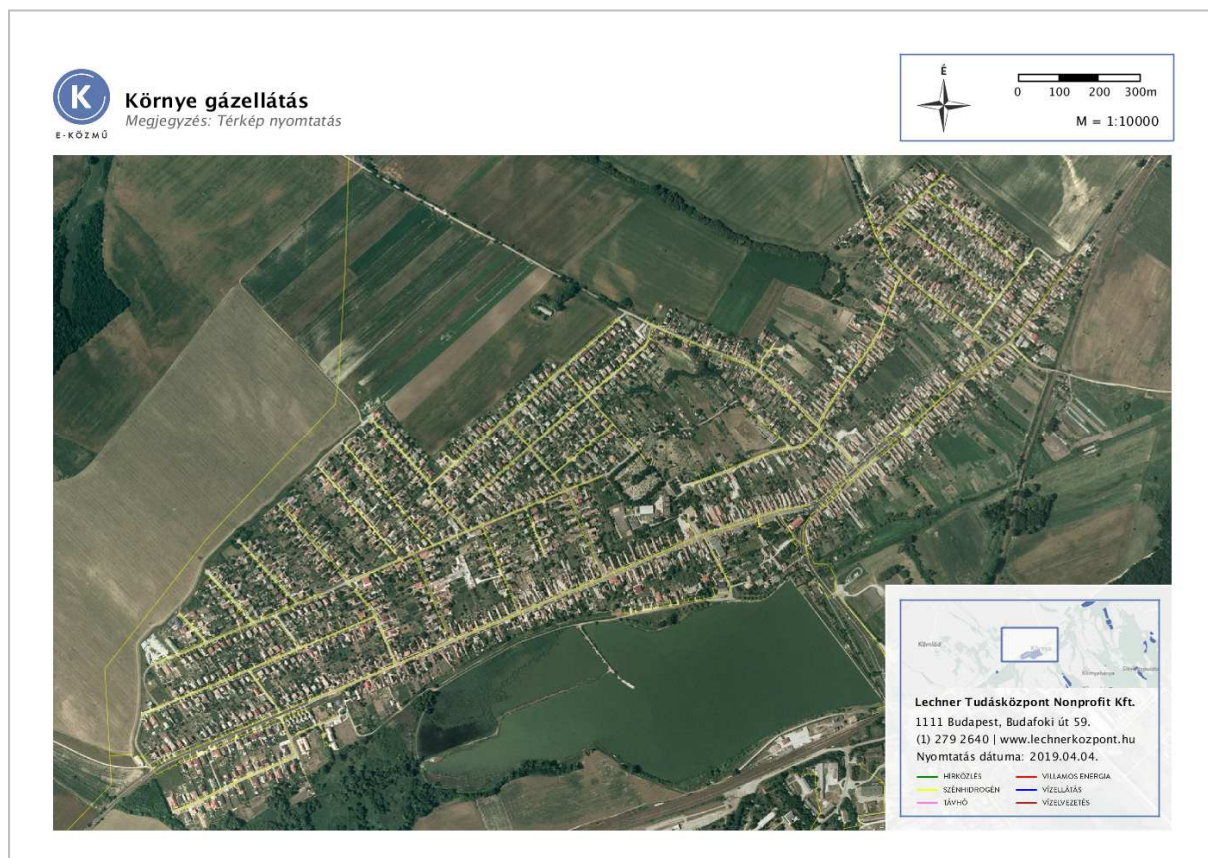 K
E-KÖZMŰ
Környe gázellátás
Megjegyzés: Térkép nyomtatás
É
0 100 200 300m
M = 1:10000
Kömlőd
Környe
Környebánya
Lechner Tudásközpont Nonprofit Kft.
1111 Budapest, Budafoki út 59.
(1) 279 2640 | www.lechnerkozpont.hu
Nyomtatás dátuma: 2019.04.04.
HÍRKÖZLÉS
SZÉNHIDROGÉN
TÁVHŐ
VILLAMOS ENERGIA
VÍZELLÁTÁS
VÍZELVEZETÉS